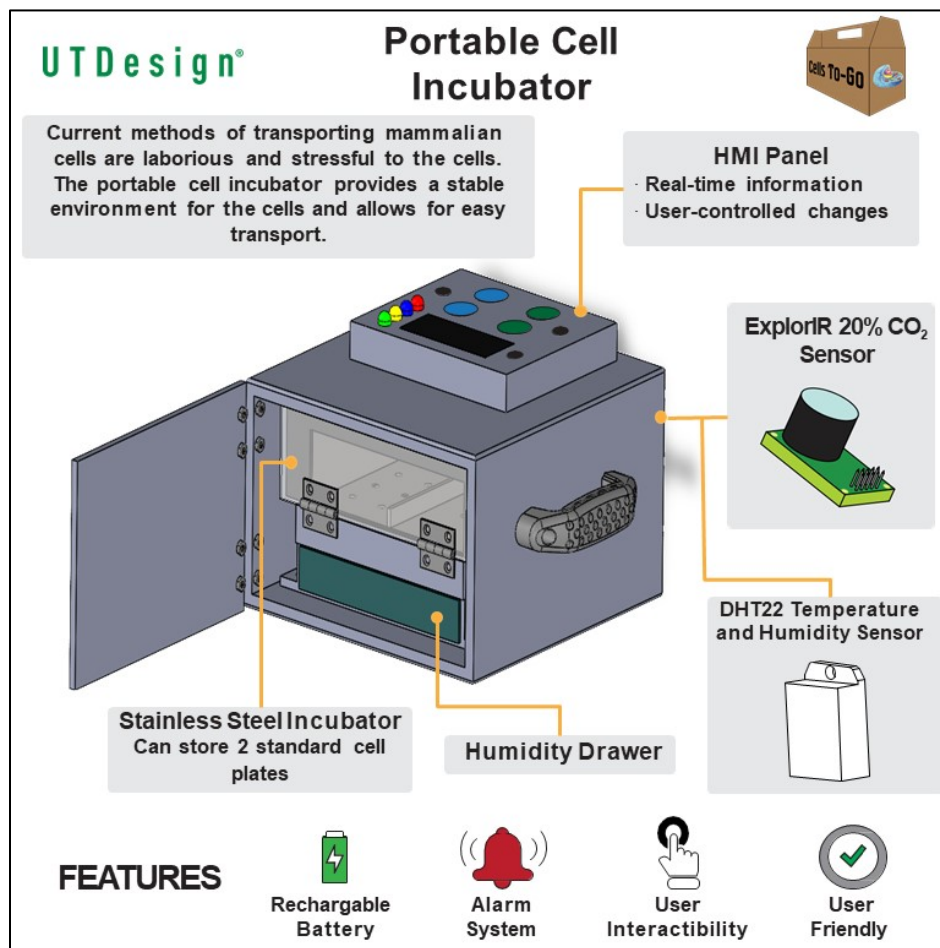 UTDesign®
Portable Cell
Incubator
Cells To-Go
Current methods of transporting mammalian
cells are laborious and stressful to the cells.
The portable cell incubator provides a stable
environment for the cells and allows for easy
transport.
HMI Panel
· Real-time information
· User-controlled changes
ExplorIR 20% CO₂
Sensor
DHT22 Temperature
and Humidity Sensor
Stainless Steel Incubator
Can store 2 standard cell
plates
Humidity Drawer
FEATURES
Rechargable
Battery
Alarm
System
User
Interactibility
User
Friendly